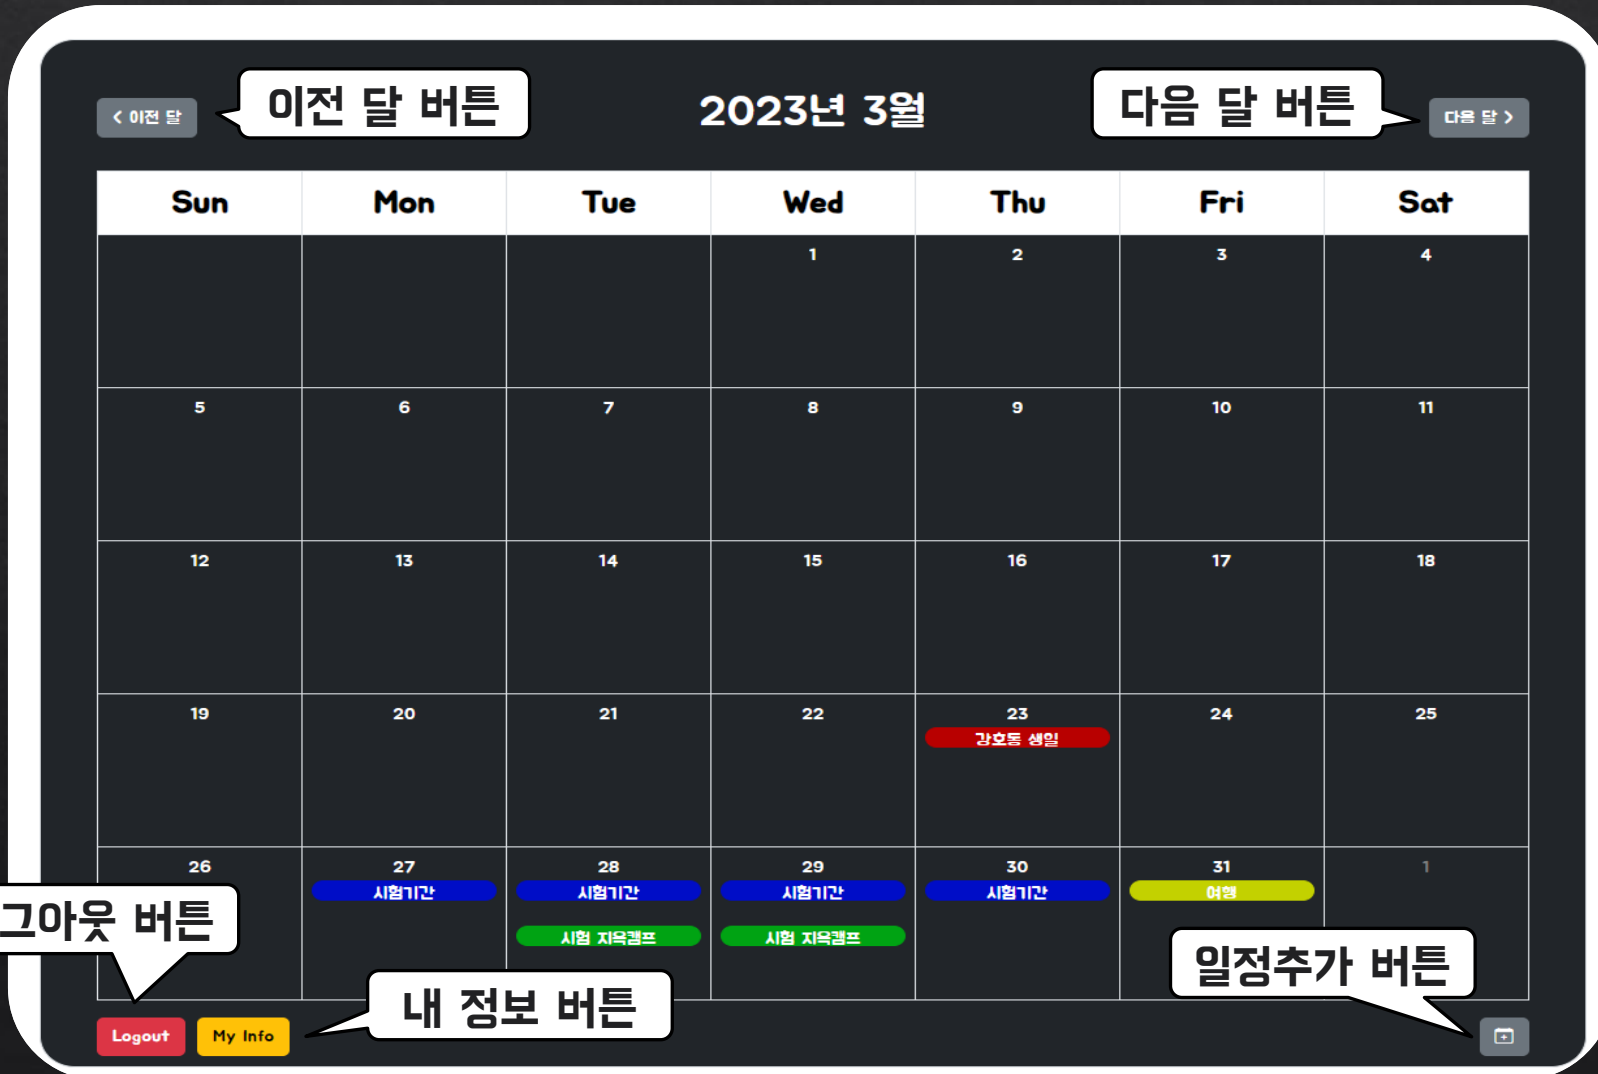 이전 달
이전 달 버튼
2023년 3월
다음 달 버튼
다음 달
Sun Mon Tue Wed Thu Fri Sat
1 2 3 4
5 6 7 8 9 10 11
12 13 14 15 16 17 18
19 20 21 22 23 24 25
강호동 생일
26 27 28 29 30 31 1
시험기간 시험기간 시험기간 시험기간 여행
시험 지옥캠프 시험 지옥캠프
그아웃 버튼
일정추가 버튼
내 정보 버튼
Logout My Info